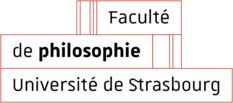 Faculté
de philosophie
Université de Strasbourg